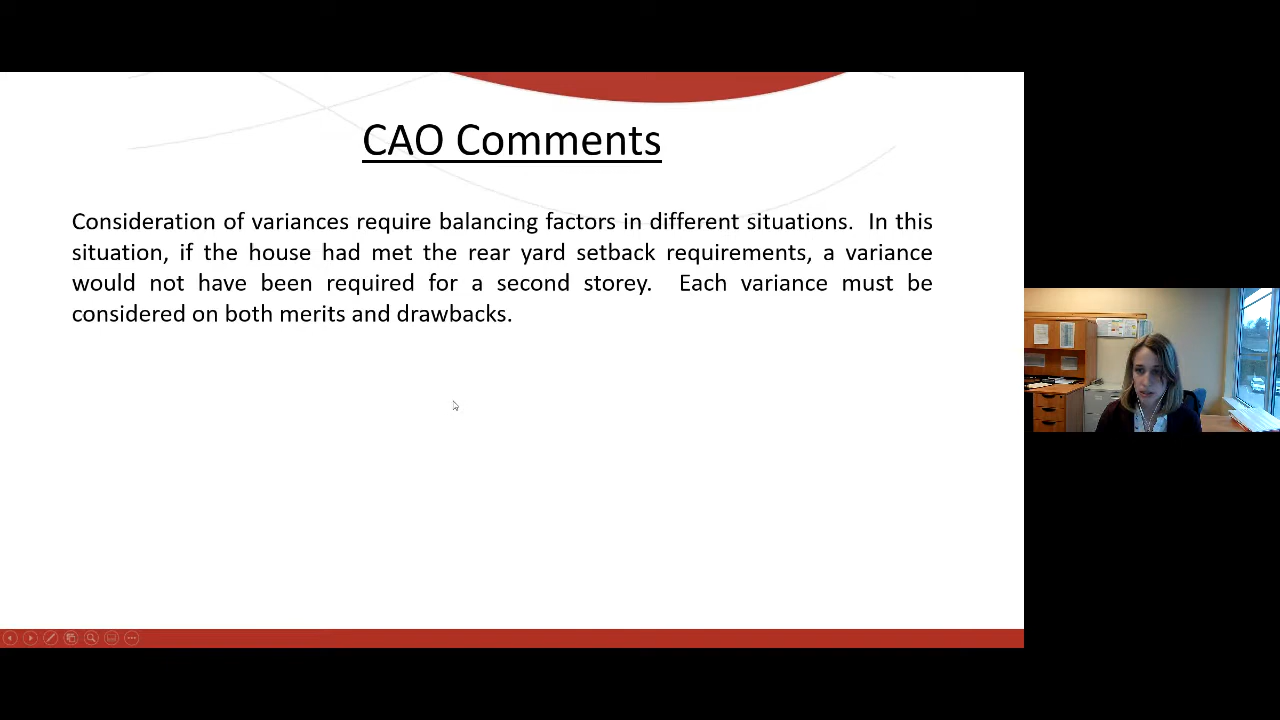 CAO Comments
Consideration of variances require balancing factors in different situations.  In this
situation, if the house had met the rear yard setback requirements, a variance
would not have been required for a second storey.  Each variance must be
considered on both merits and drawbacks.